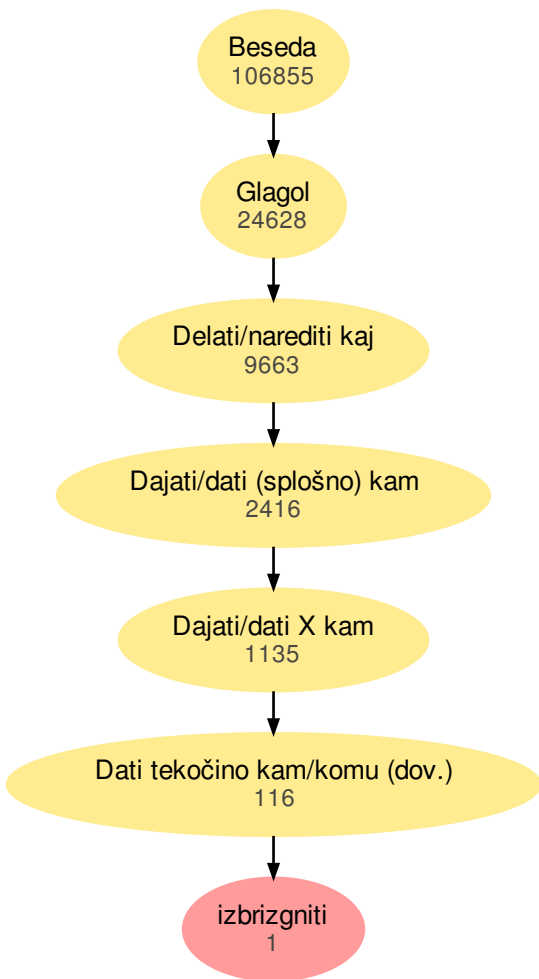 Beseda
106855
Glagol
24628
Delati/narediti kaj
9663
Dajati/dati (splošno) kam
2416
Dajati/dati X kam
1135
Dati tekočino kam/komu (dov.)
116
izbrizgniti
1